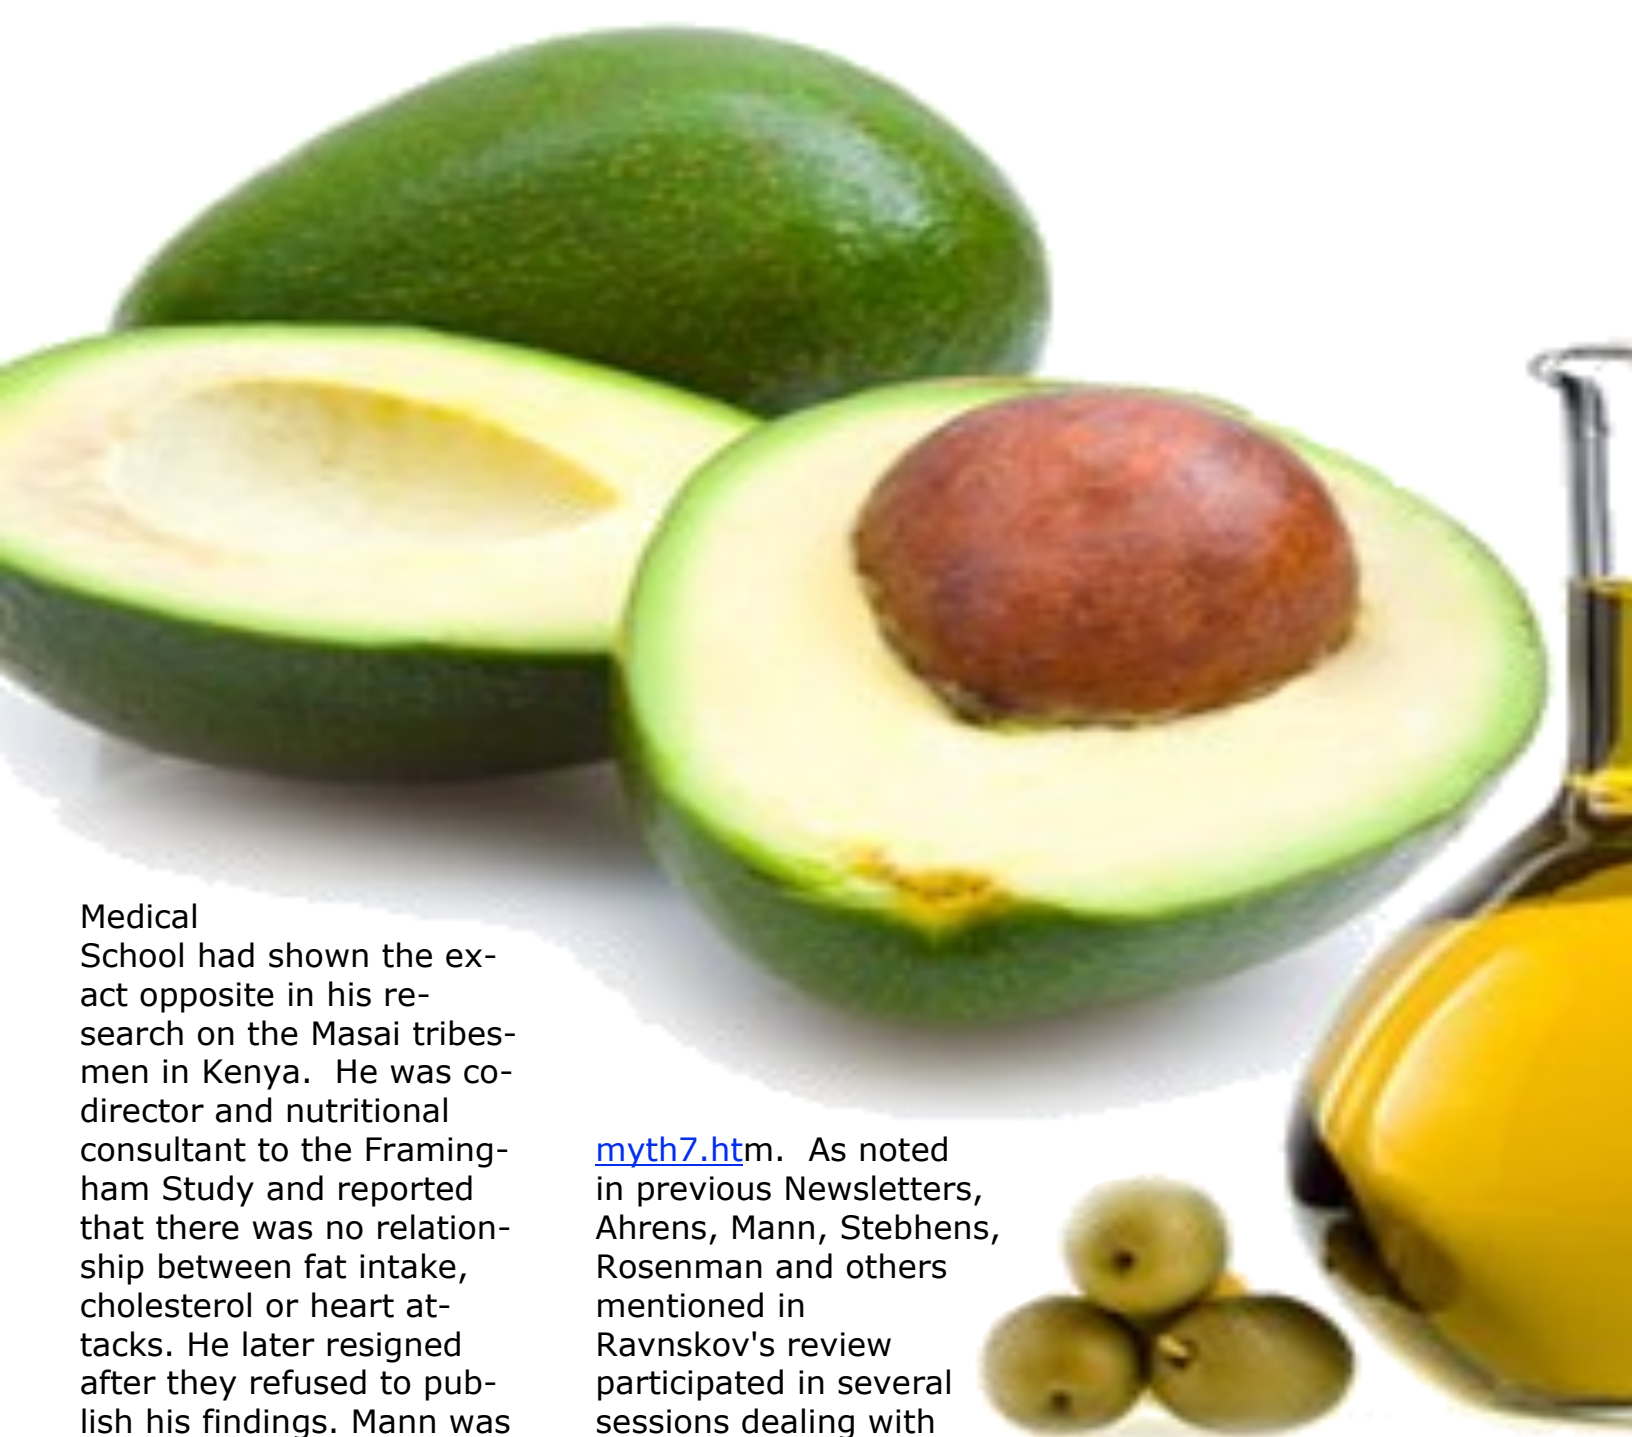 Medical
School had shown the ex-
act opposite in his re-
search on the Masai tribes-
men in Kenya.  He was co-
director and nutritional
consultant to the Framing-
ham Study and reported
that there was no relation-
ship between fat intake,
cholesterol or heart at-
tacks. He later resigned
after they refused to pub-
lish his findings. Mann was
myth7.htm.  As noted
in previous Newsletters,
Ahrens, Mann, Stebhens,
Rosenman and others
mentioned in
Ravnskov's review
participated in several
sessions dealing with